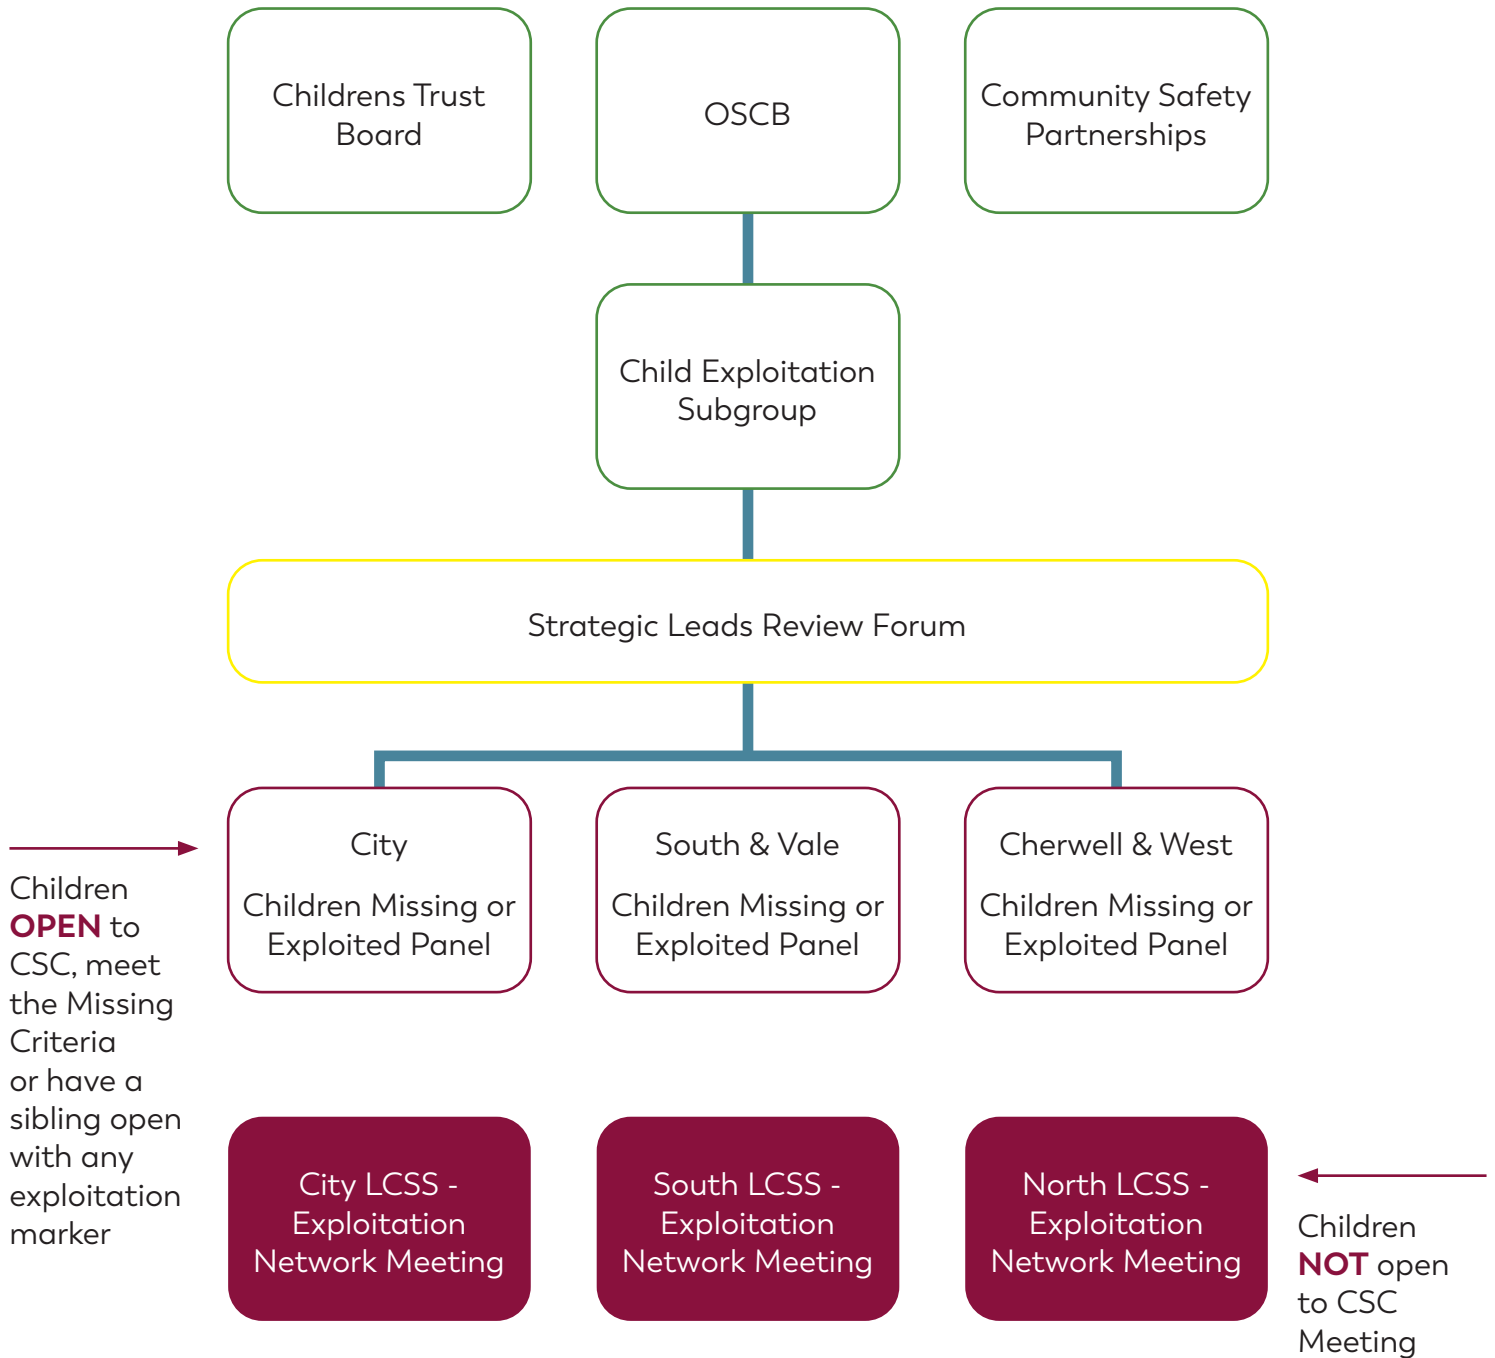 Childrens Trust
Board
OSCB
Community Safety
Partnerships
Child Exploitation
Subgroup
Strategic Leads Review Forum
City
Children Missing or
Exploited Panel
South & Vale
Children Missing or
Exploited Panel
Cherwell & West
Children Missing or
Exploited Panel
Children
OPEN to
CSC, meet
the Missing
Criteria
or have a
sibling open
with any
exploitation
marker
City LCSS -
Exploitation
Network Meeting
South LCSS -
Exploitation
Network Meeting
North LCSS -
Exploitation
Network Meeting
Children
NOT open
to CSC
Meeting